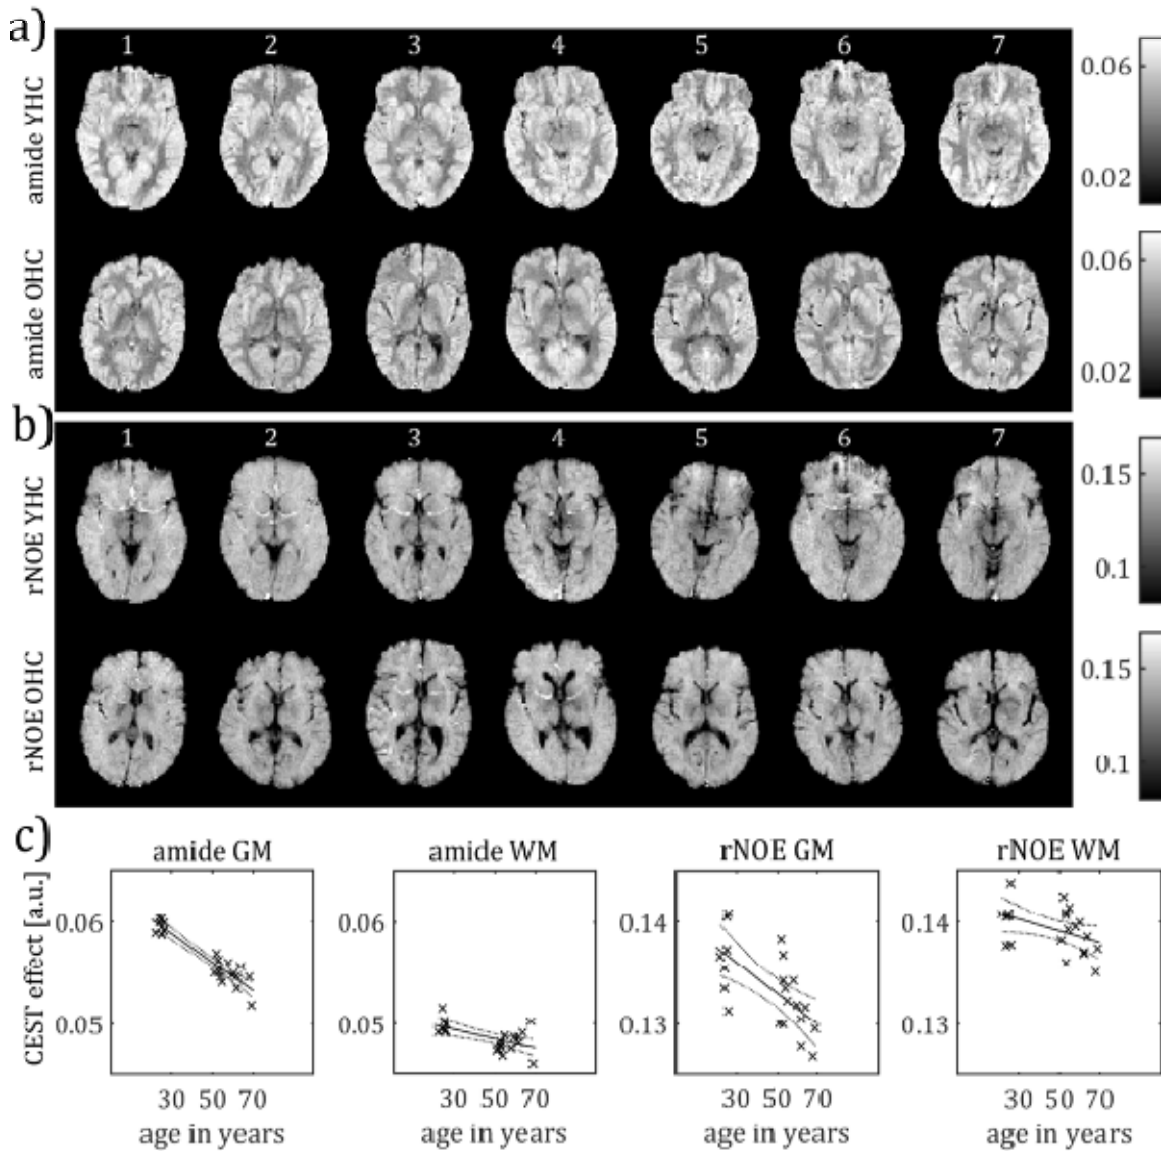 a)
1 2 3 4 5 6 7
amide YHC
0.06
0.02
amide OHC
0.06
0.02
b)
1 2 3 4 5 6 7
rNOE YHC
0.15
0.1
rNOE OHC
0.15
0.1
c)
amide GM amide WM rNOE GM rNOE WM
CEST effect [a.u.]
0.06
0.05
30 50 70
age in years
0.05
30 50 70
age in years
0.14
0.13
30 50 70
age in years
0.14
0.13
30 50 70
age in years